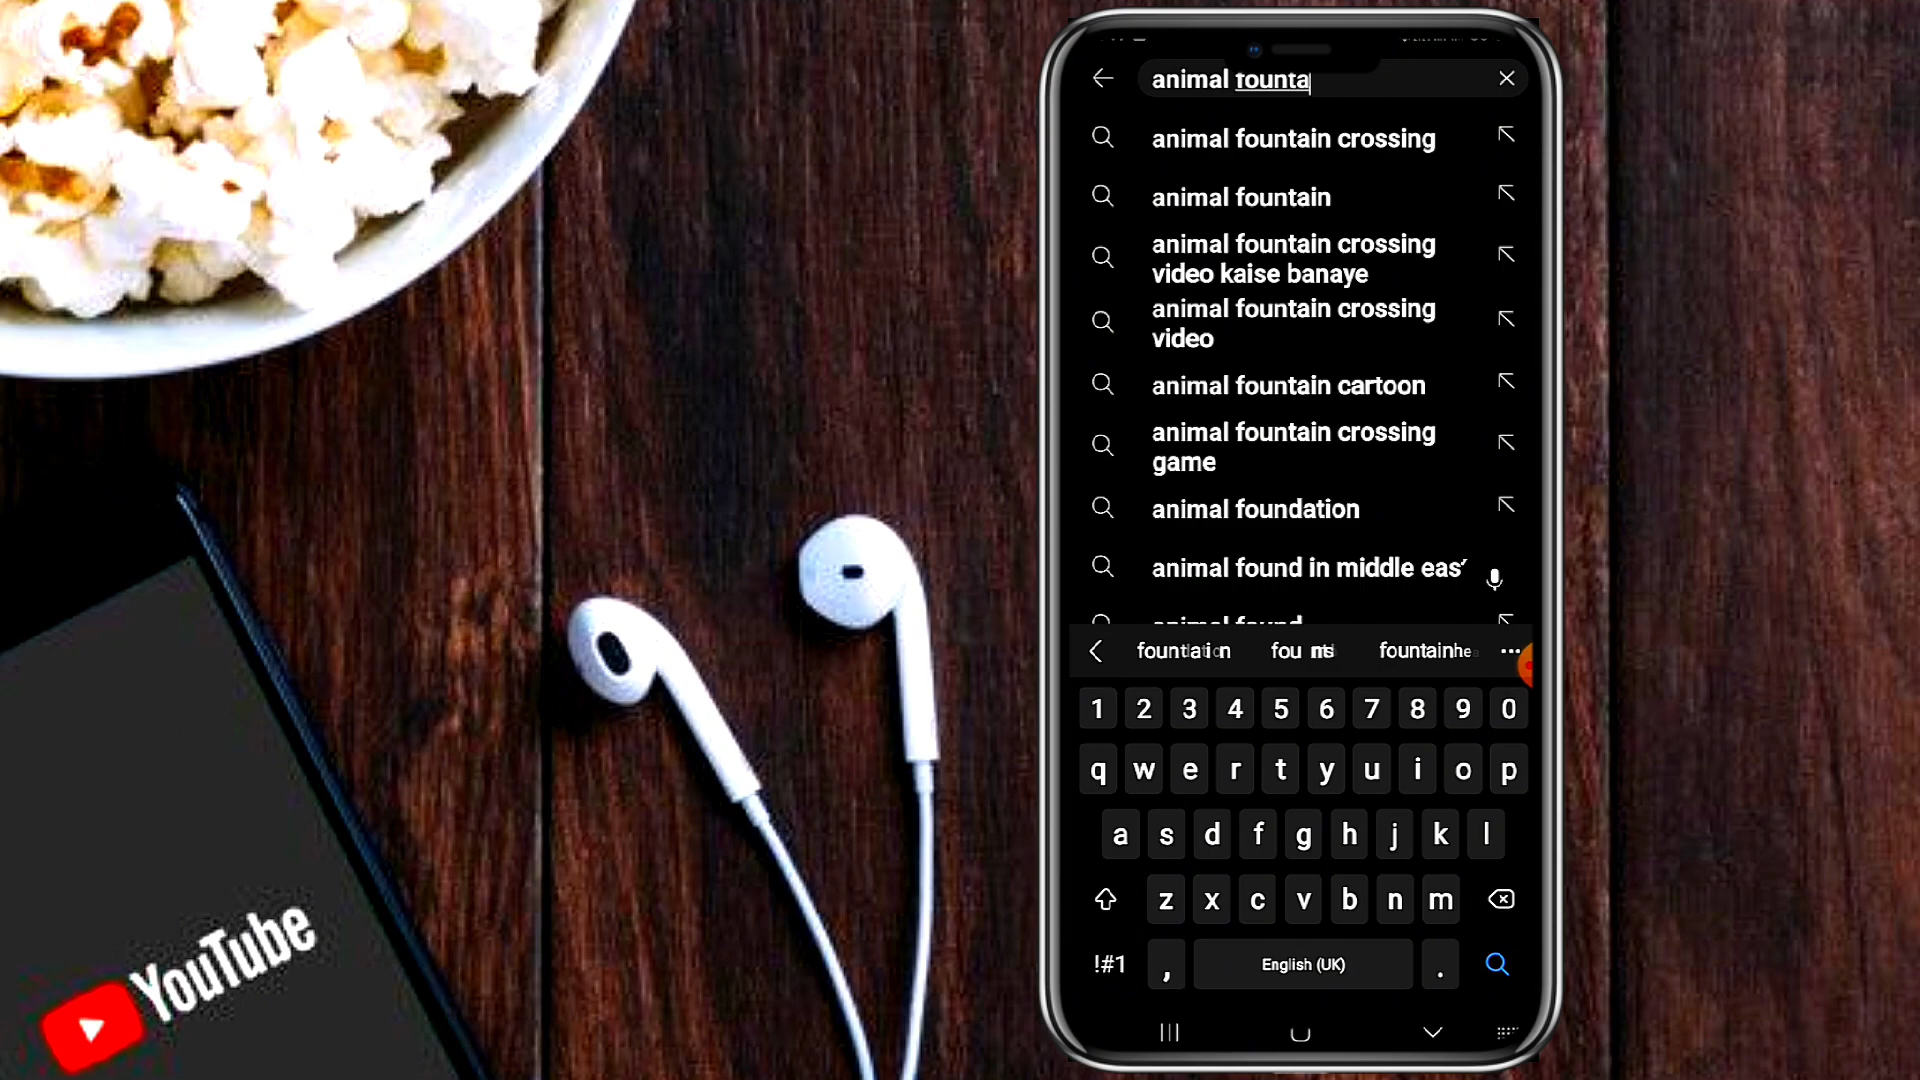 animal founta
animal fountain crossing
animal fountain
animal fountain crossing
video kaise banaye
animal fountain crossing
video
animal fountain cartoon
animal fountain crossing
game
animal foundation
animal found in middle eas
animal found
1 2 3 4 5 6 7 8 9 0
q w e r t y u i o p
a s d f g h j k l
z x c v b n m
!#1 , English (UK) .
YouTube